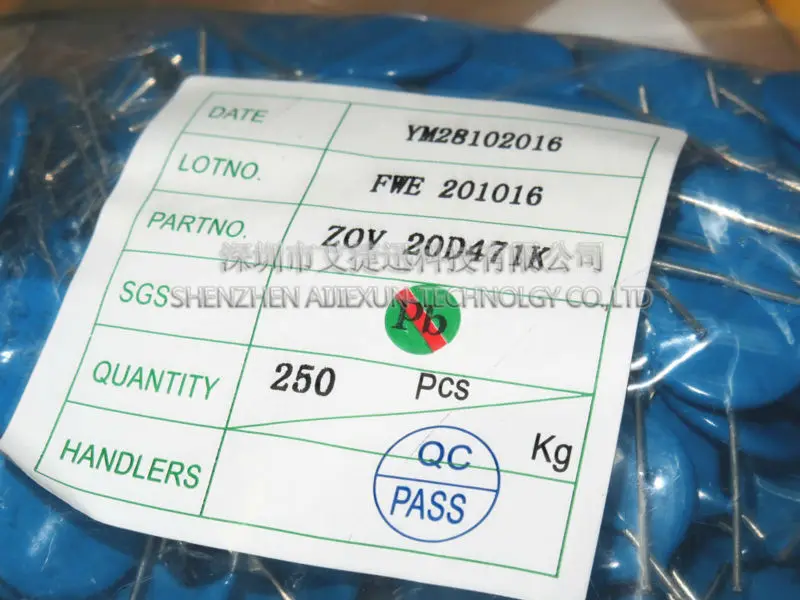 DATE YM28102016
LOTNO. FWE 201016
PARTNO. ZOV 20D471K
深圳市艾捷迅科技有限公司
SGS Pb
SHENZHEN AIJIEXUN TECHNOLGY CO.,LTD
QUANTITY 250 PCS
Kg
HANDLERS QC
PASS